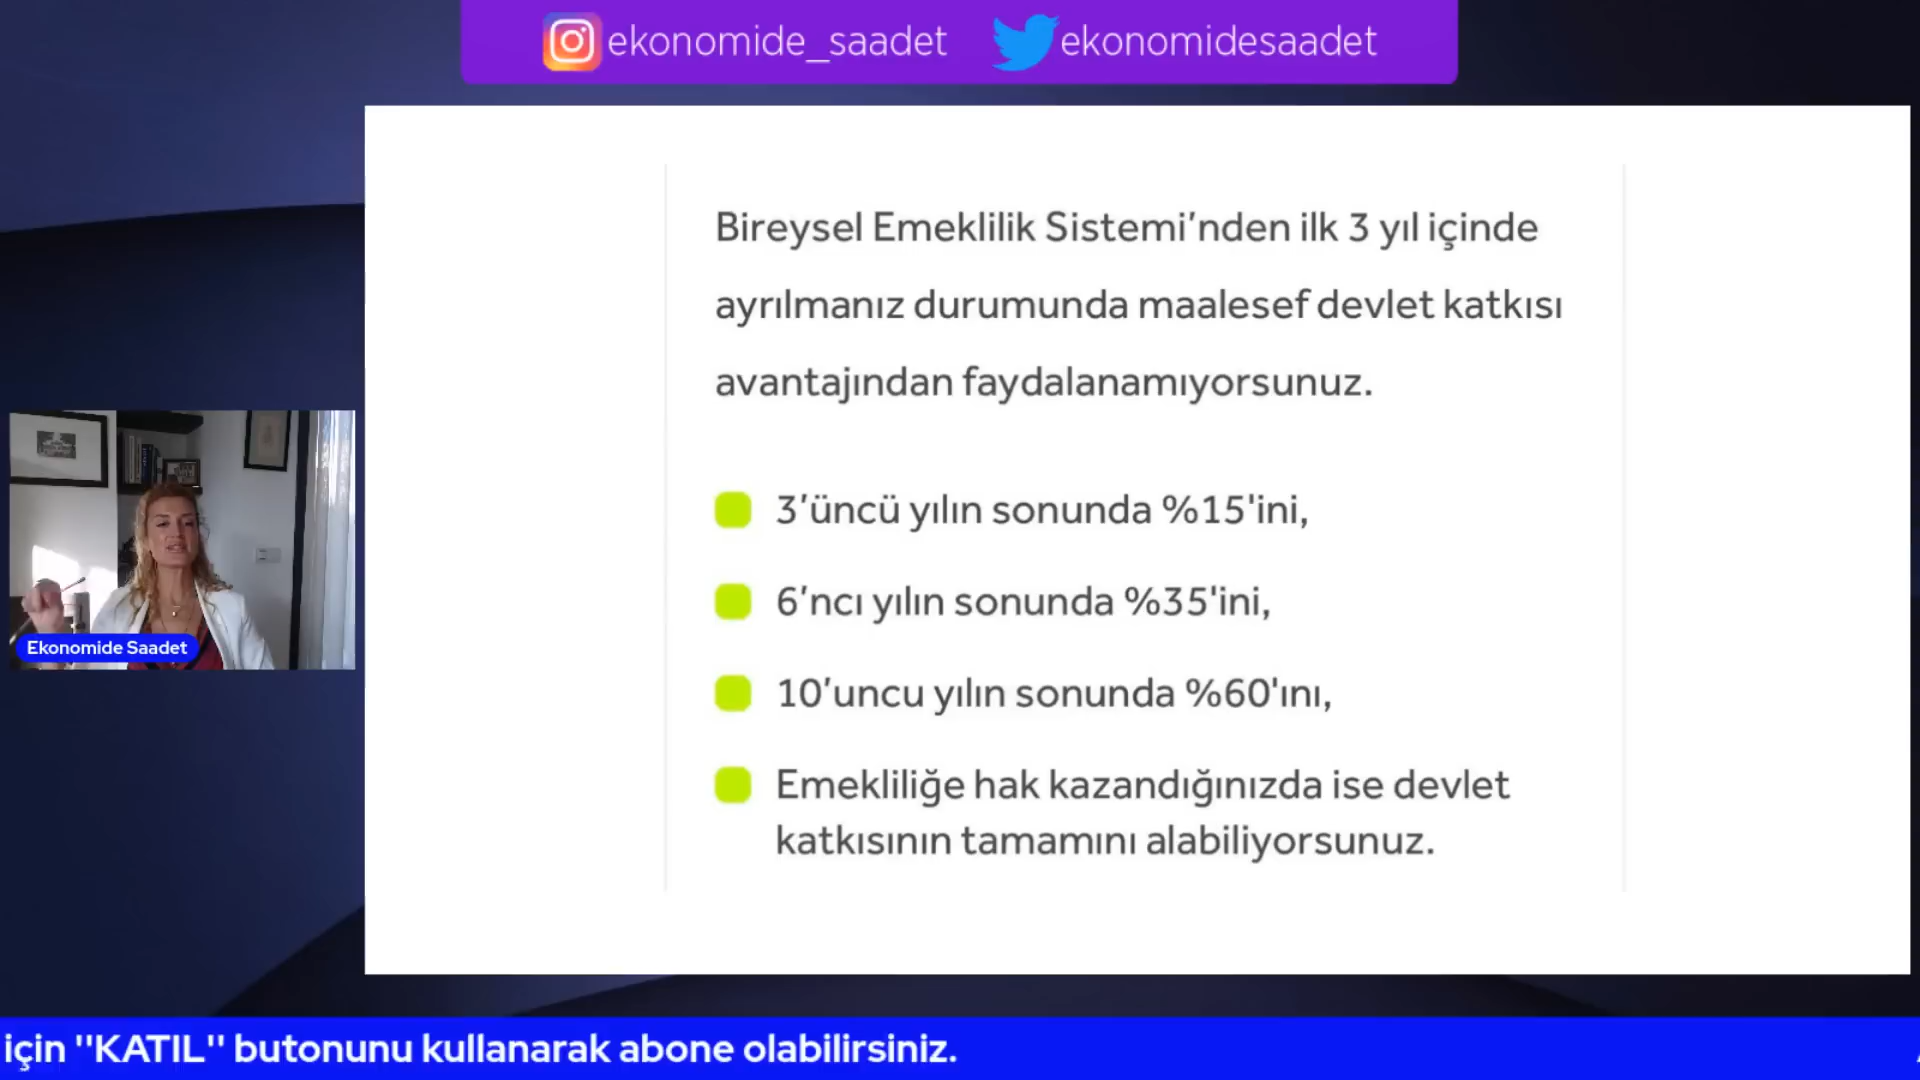 ekonomide_saadet ekonomidesaadet
Bireysel Emeklilik Sistemi’nden ilk 3 yıl içinde
ayrılmanız durumunda maalesef devlet katkısı
avantajından faydalanamıyorsunuz.
3’üncü yılın sonunda %15'ini,
6’ncı yılın sonunda %35'ini,
10’uncu yılın sonunda %60'ını,
Emekliliğe hak kazandığınızda ise devlet
katkısının tamamını alabiliyorsunuz.
Ekonomide Saadet
için "KATIL" butonunu kullanarak abone olabilirsiniz.